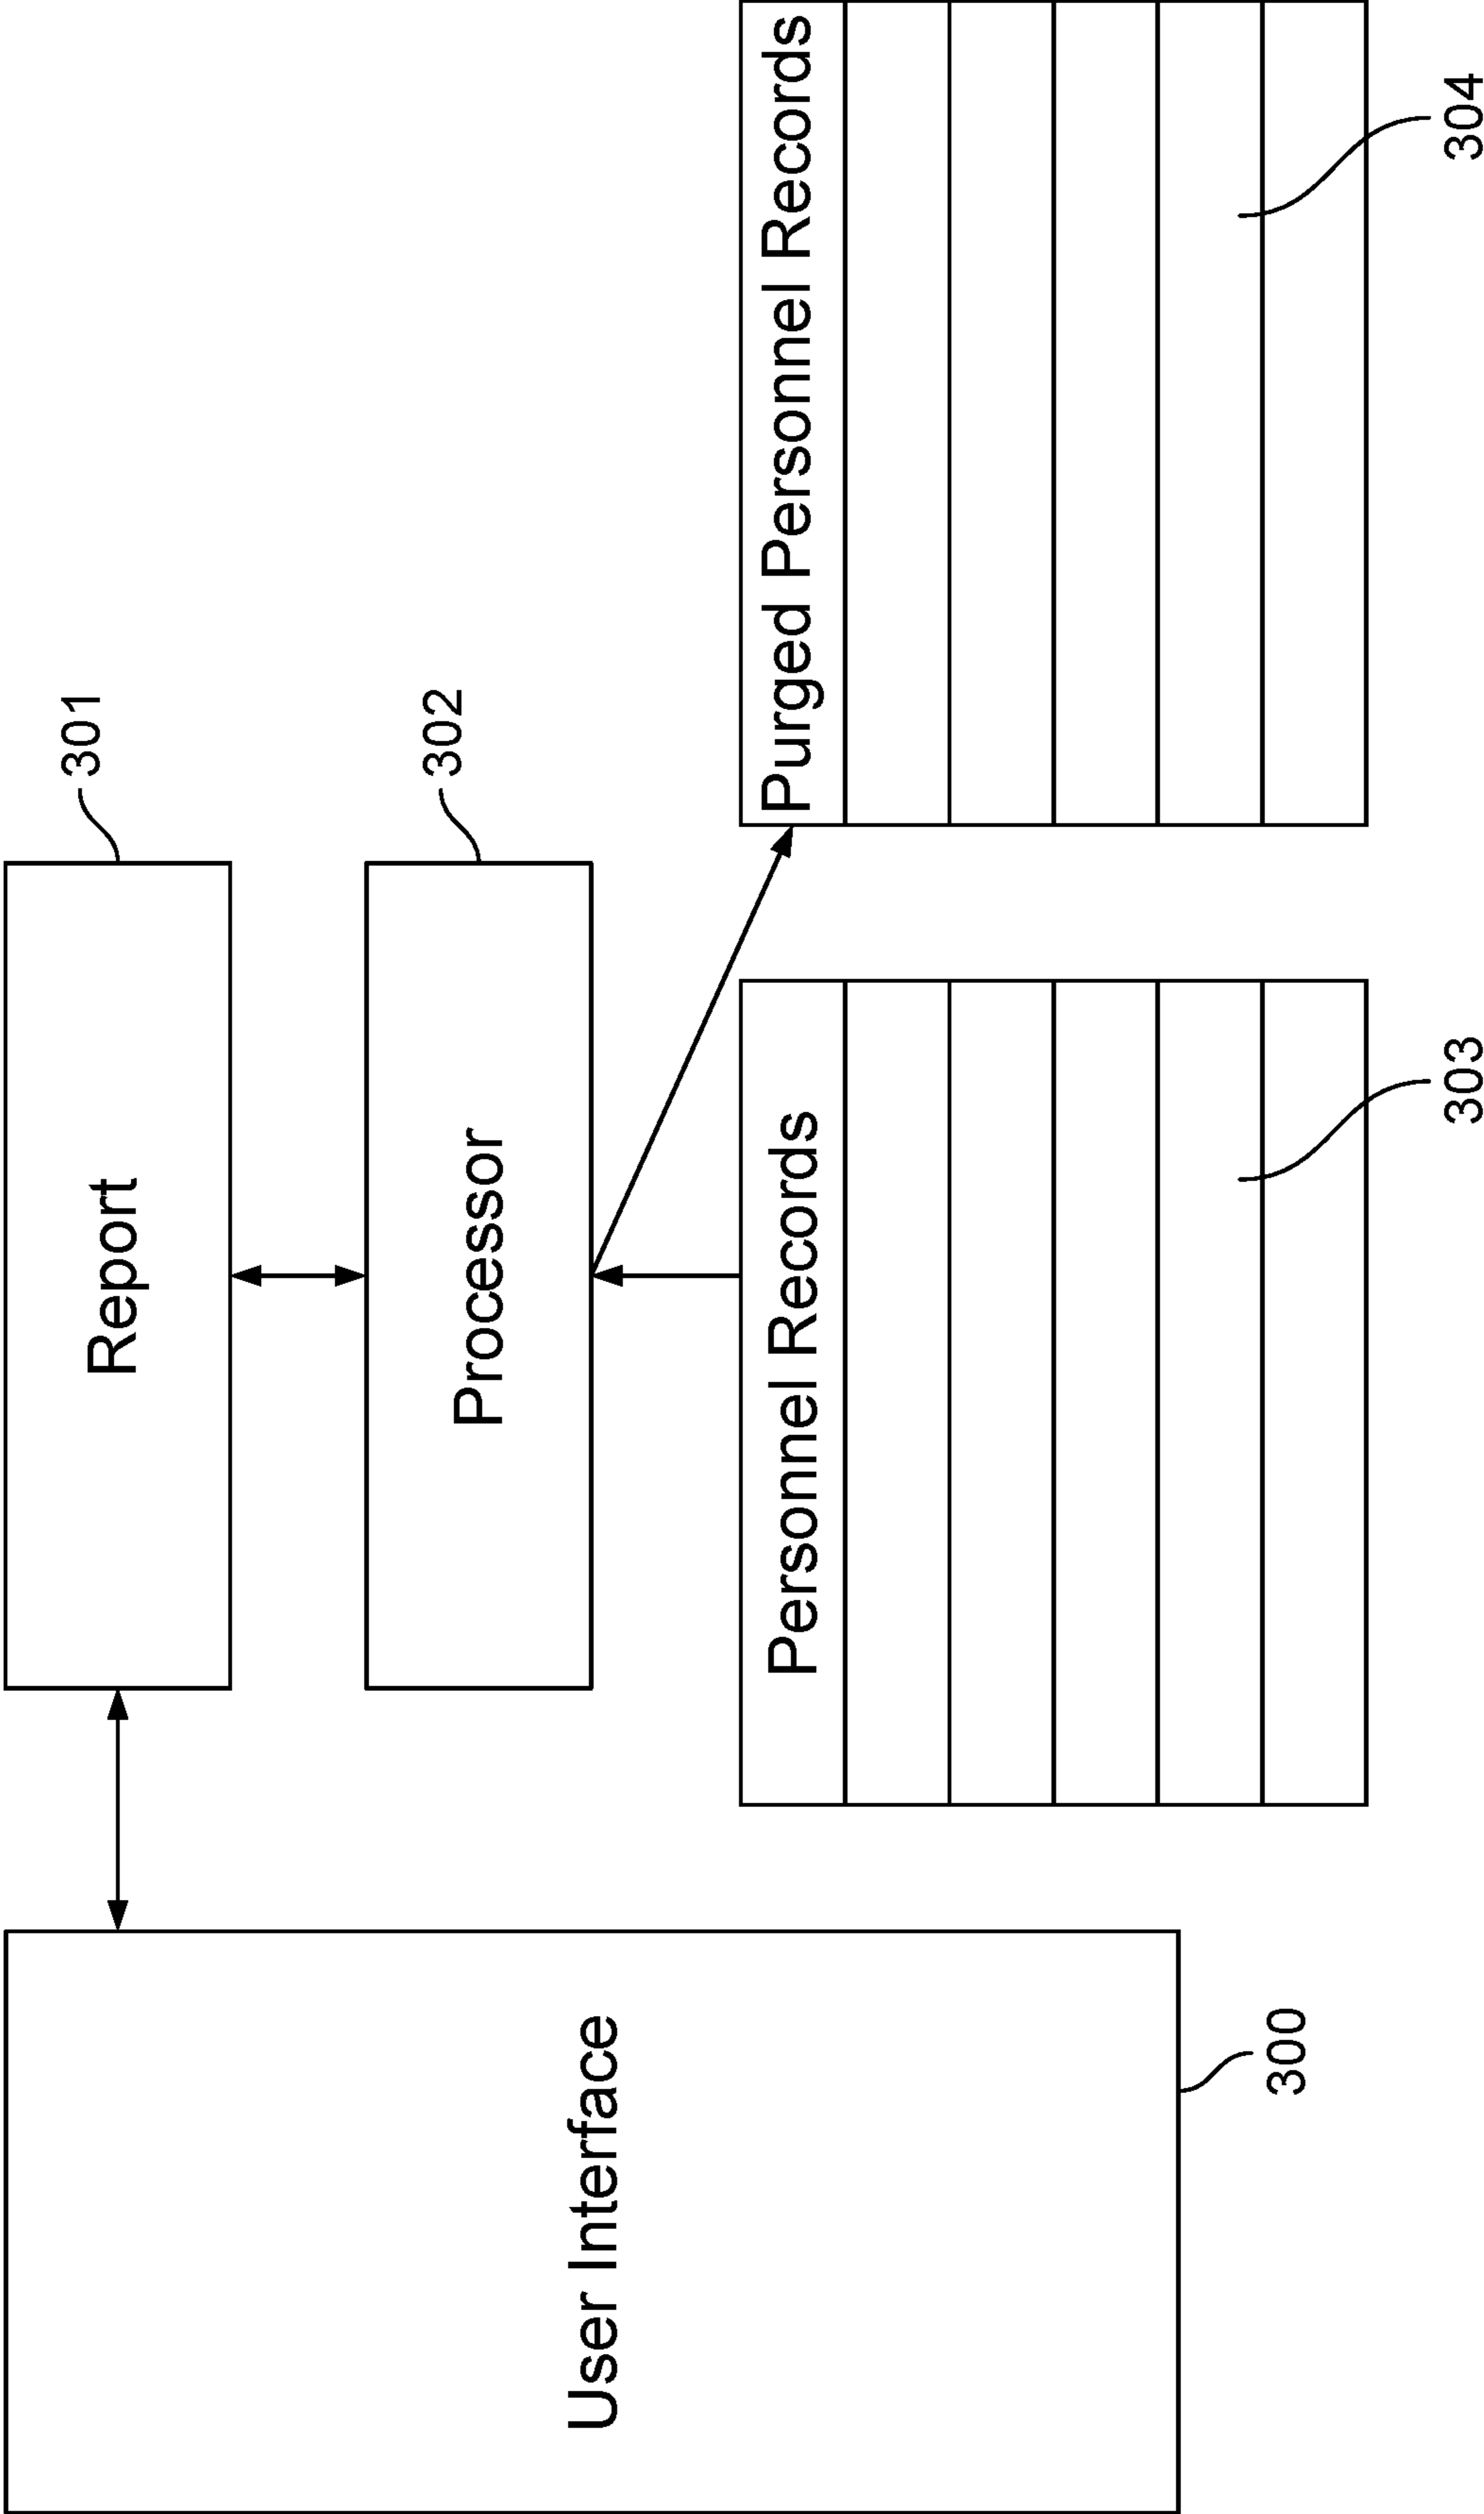 User Interface
300
Report
301
Processor
302
Personnel Records
303
Purged Personnel Records
304